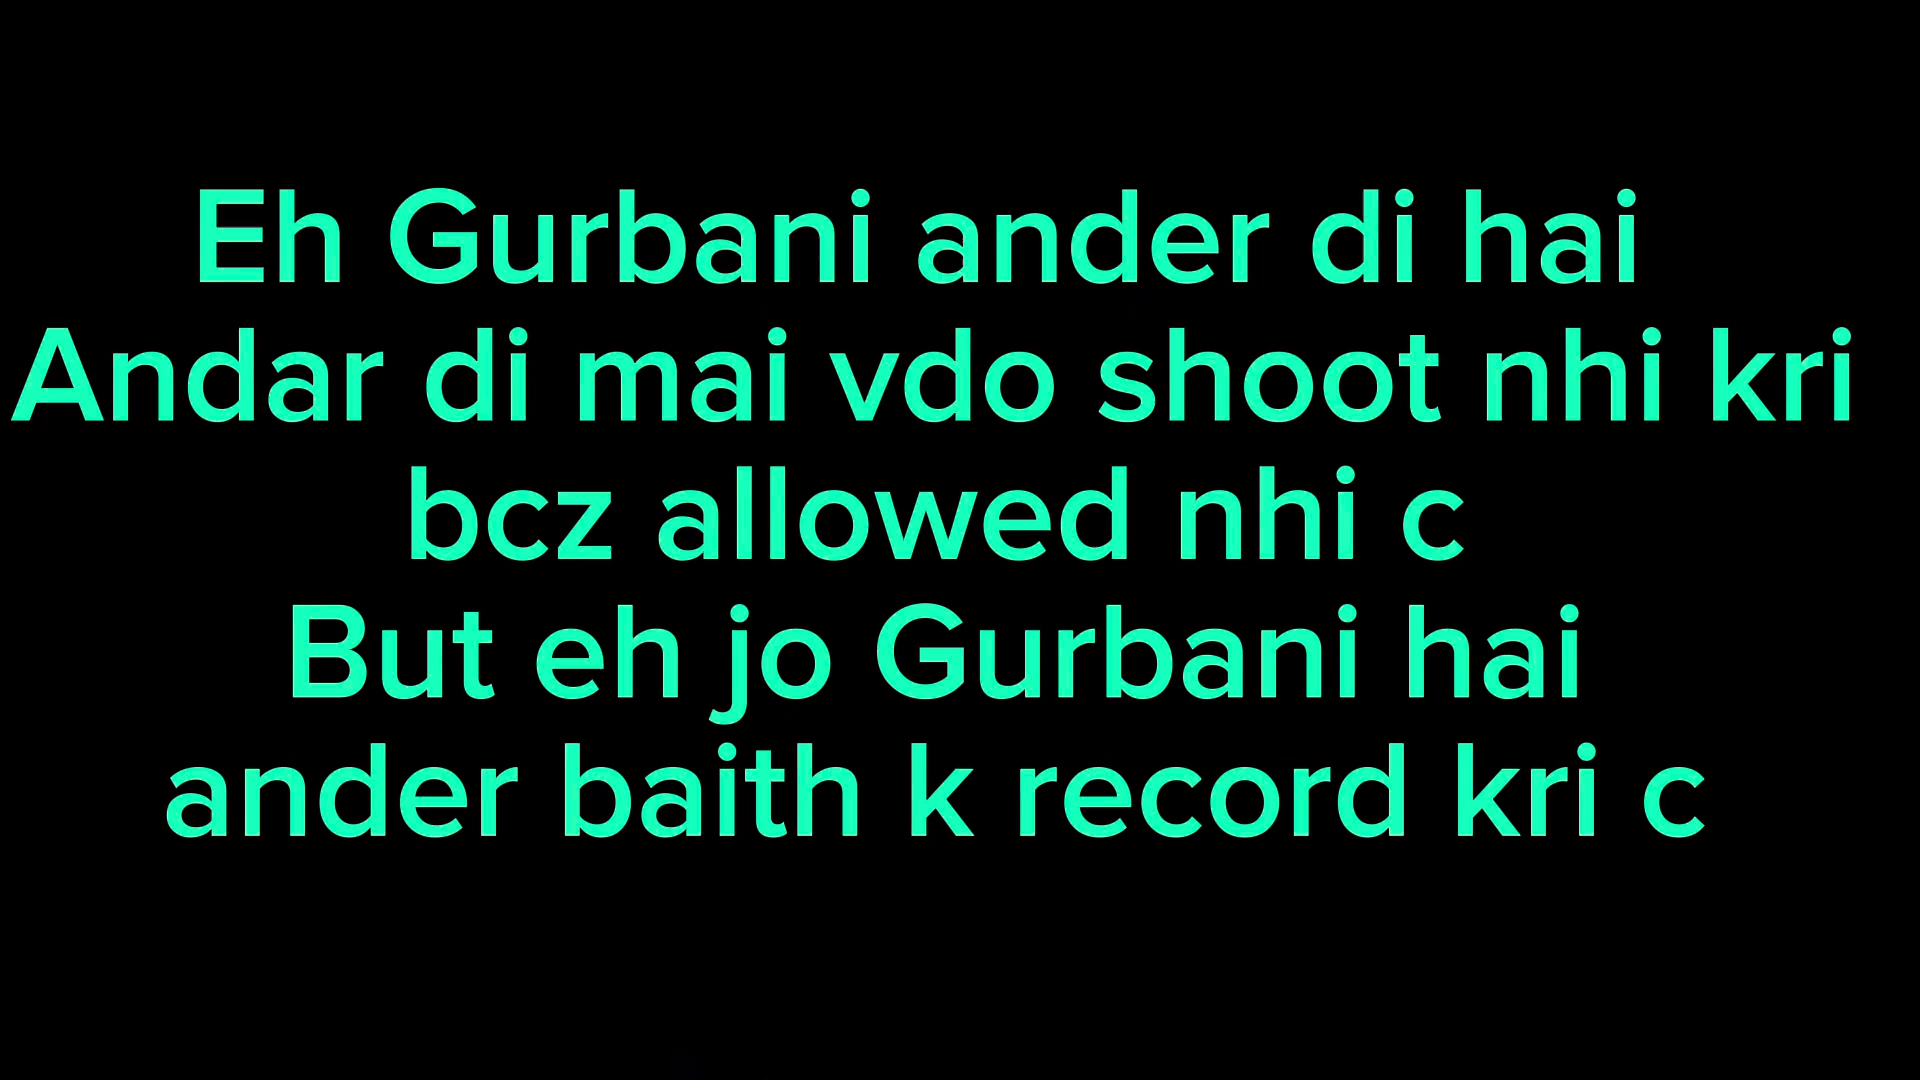 Eh Gurbani ander di hai
Andar di mai vdo shoot nhi kri
bcz allowed nhi c
But eh jo Gurbani hai
ander baith k record kri c